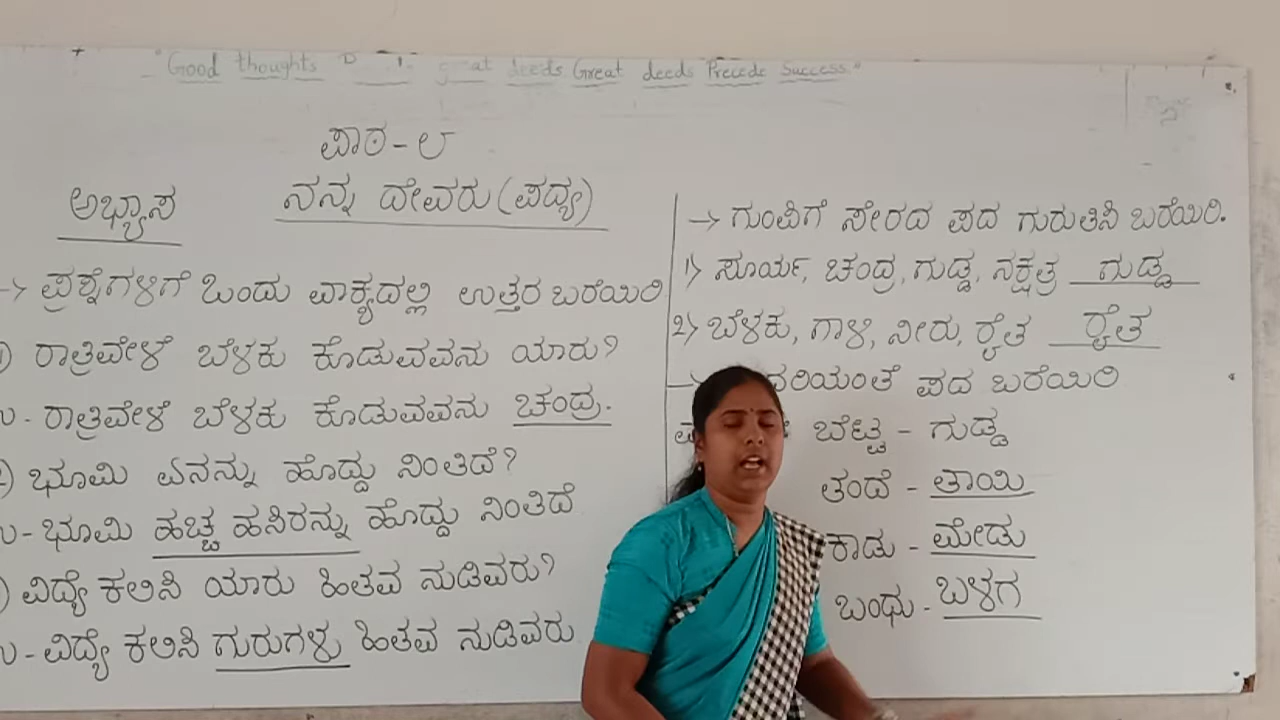 "Good thoughts great deeds Great deeds Precede Success"
ಪಾಠ - ೮
ಅಭ್ಯಾಸ ನನ್ನ ದೇವರು (ಪದ್ಯ)
-> ಪ್ರಶ್ನೆಗಳಿಗೆ ಒಂದು ವಾಕ್ಯದಲ್ಲಿ ಉತ್ತರ ಬರೆಯಿರಿ
೧) ರಾತ್ರಿವೇಳೆ ಬೆಳಕು ಕೊಡುವವನು ಯಾರು?
ಉ - ರಾತ್ರಿವೇಳೆ ಬೆಳಕು ಕೊಡುವವನು ಚಂದ್ರ.
೨) ಭೂಮಿ ಏನನ್ನು ಹೊದ್ದು ನಿಂತಿದೆ?
ಉ - ಭೂಮಿ ಹಚ್ಚ ಹಸಿರನ್ನು ಹೊದ್ದು ನಿಂತಿದೆ
) ವಿದ್ಯೆ ಕಲಿಸಿ ಯಾರು ಹಿತವ ನುಡಿವರು?
ಉ - ವಿದ್ಯೆ ಕಲಿಸಿ ಗುರುಗಳು ಹಿತವ ನುಡಿವರು
-> ಗುಂಪಿಗೆ ಸೇರದ ಪದ ಗುರುತಿಸಿ ಬರೆಯಿರಿ.
1) ಸೂರ್ಯ, ಚಂದ್ರ, ಗುಡ್ಡ, ನಕ್ಷತ್ರ ಗುಡ್ಡ
2) ಬೆಳಕು, ಗಾಳಿ, ನೀರು, ರೈತ ರೈತ
ಪದ ಬರೆಯಿರಿ
ಬೆಟ್ಟ - ಗುಡ್ಡ
ತಂದೆ - ತಾಯಿ
ಕಾಡು - ಮೇಡು
ಬಂಧು - ಬಳಗ